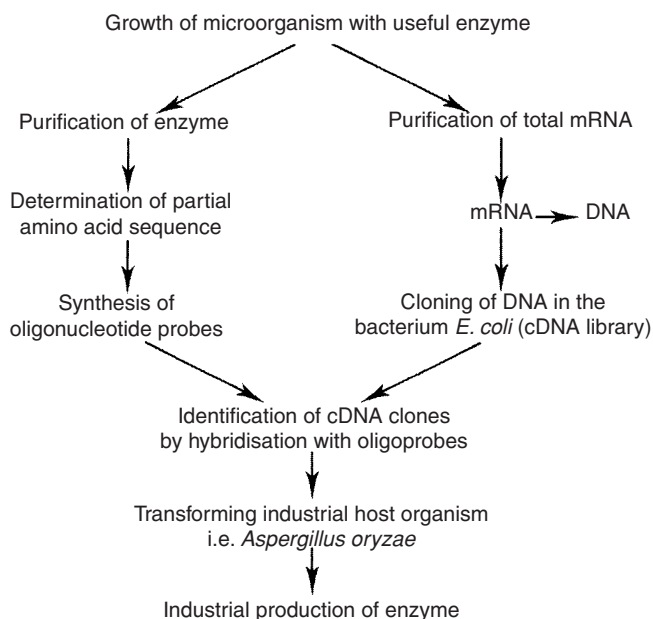 Growth of microorganism with useful enzyme
Purification of enzyme
Purification of total mRNA
Determination of partial
amino acid sequence
mRNA
DNA
Synthesis of
oligonucleotide probes
Cloning of DNA in the
bacterium E. coli (cDNA library)
Identification of cDNA clones
by hybridisation with oligoprobes
Transforming industrial host organism
i.e. Aspergillus oryzae
Industrial production of enzyme